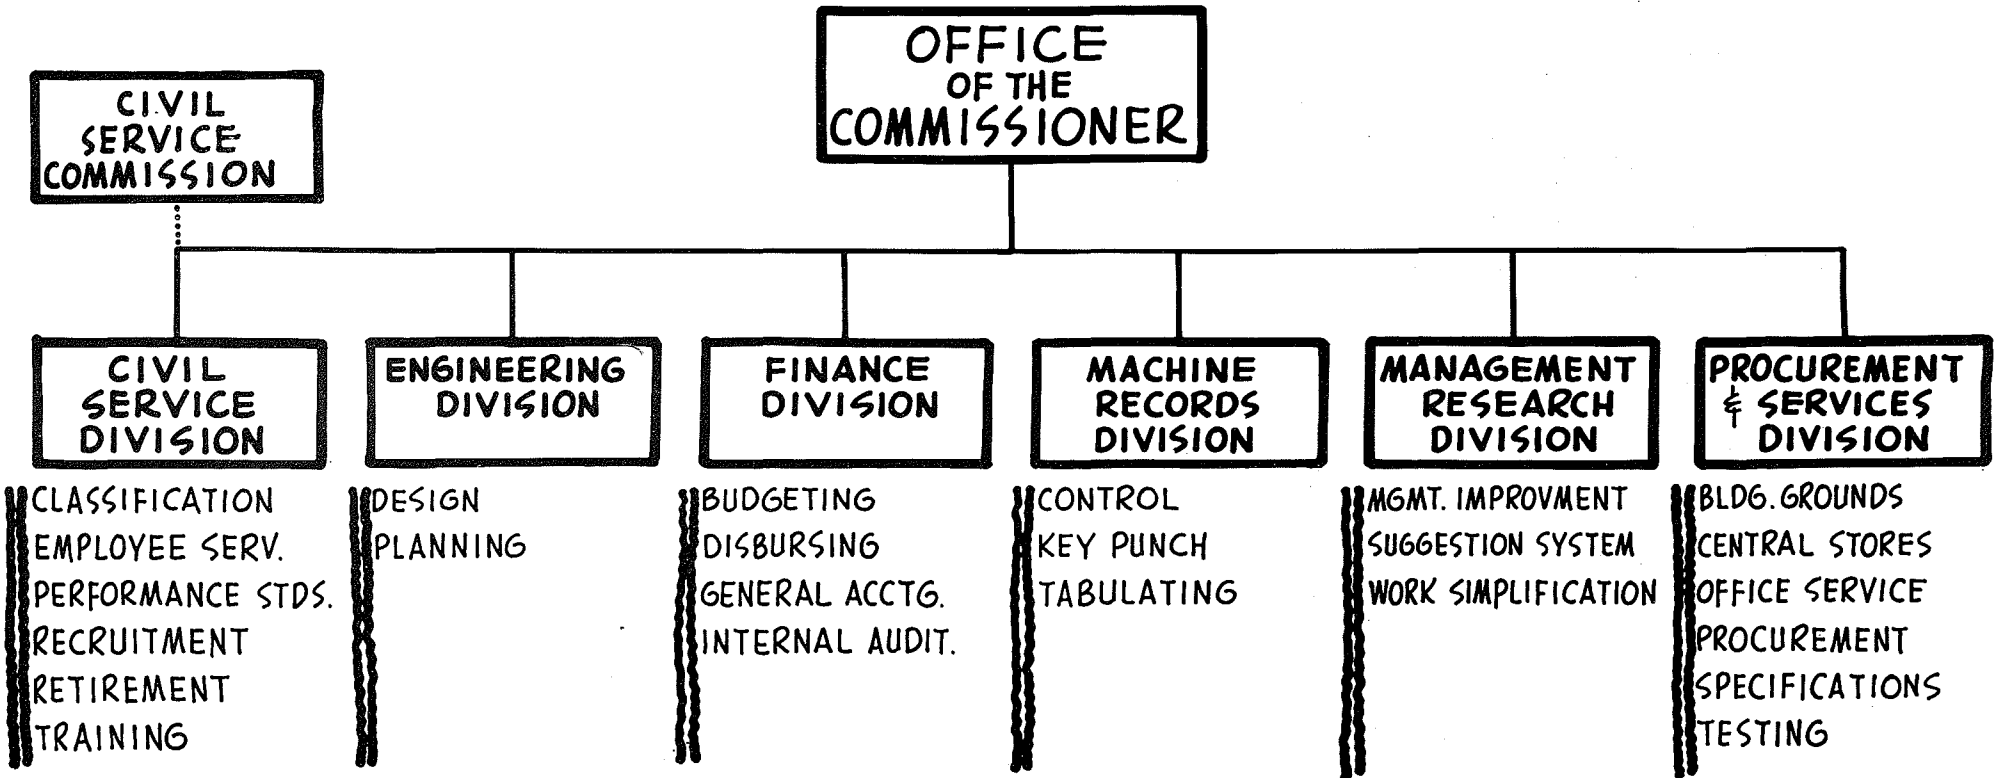 OFFICE
OF THE
COMMISSIONER
CIVIL
SERVICE
COMMISSION
CIVIL
SERVICE
DIVISION
CLASSIFICATION
EMPLOYEE SERV.
PERFORMANCE STDS.
RECRUITMENT
RETIREMENT
TRAINING
ENGINEERING
DIVISION
DESIGN
PLANNING
FINANCE
DIVISION
BUDGETING
DISBURSING
GENERAL ACCTG.
INTERNAL AUDIT.
MACHINE
RECORDS
DIVISION
CONTROL
KEY PUNCH
TABULATING
MANAGEMENT
RESEARCH
DIVISION
MGMT. IMPROVMENT
SUGGESTION SYSTEM
WORK SIMPLIFICATION
PROCUREMENT
& SERVICES
DIVISION
BLDG. GROUNDS
CENTRAL STORES
OFFICE SERVICE
PROCUREMENT
SPECIFICATIONS
TESTING